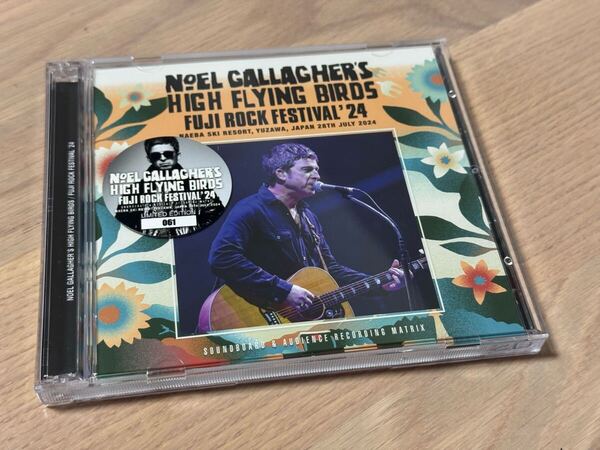 NOEL GALLAGHER'S HIGH FLYING BIRDS / FUJI ROCK FESTIVAL '24
NOEL GALLAGHER'S
HIGH FLYING BIRDS
FUJI ROCK FESTIVAL '24
NAEBA SKI RESORT, YUZAWA, JAPAN 28TH JULY 2024
NOEL GALLAGHER'S
HIGH FLYING BIRDS
FUJI ROCK FESTIVAL '24
LIMITED EDITION
061
SOUNDBOARD & AUDIENCE RECORDING MATRIX